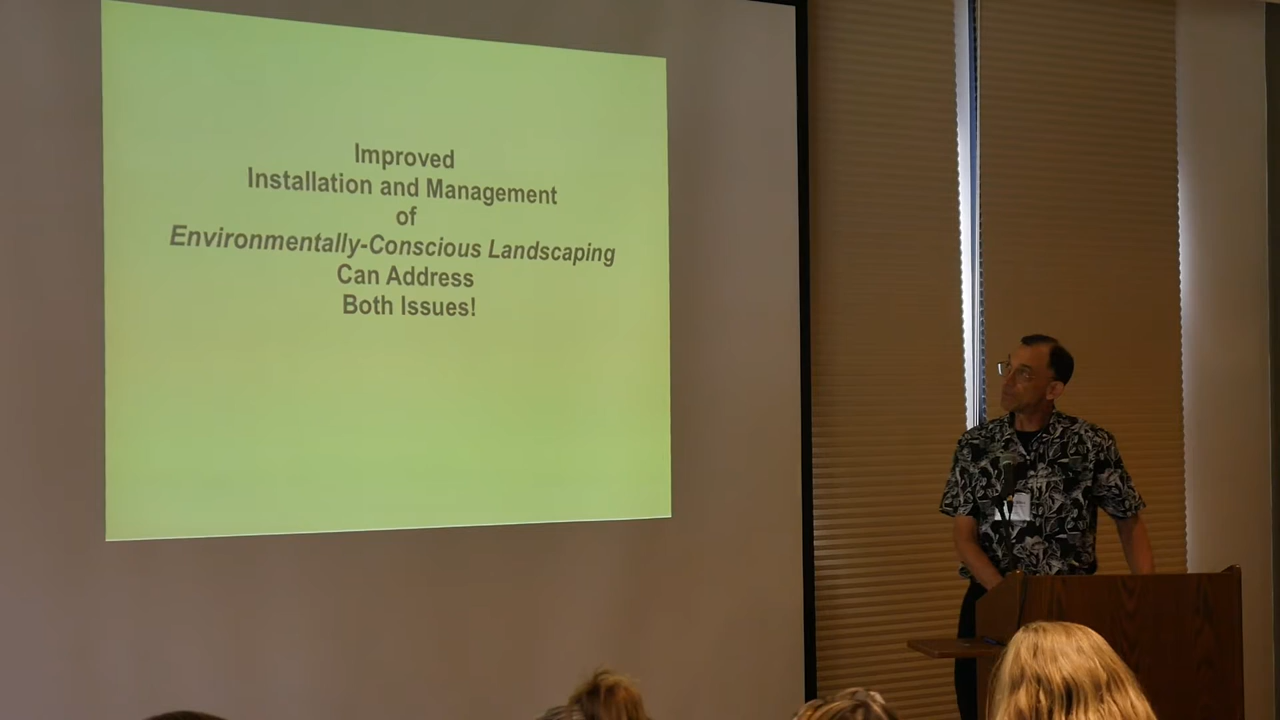 Improved
Installation and Management
of
Environmentally-Conscious Landscaping
Can Address
Both Issues!